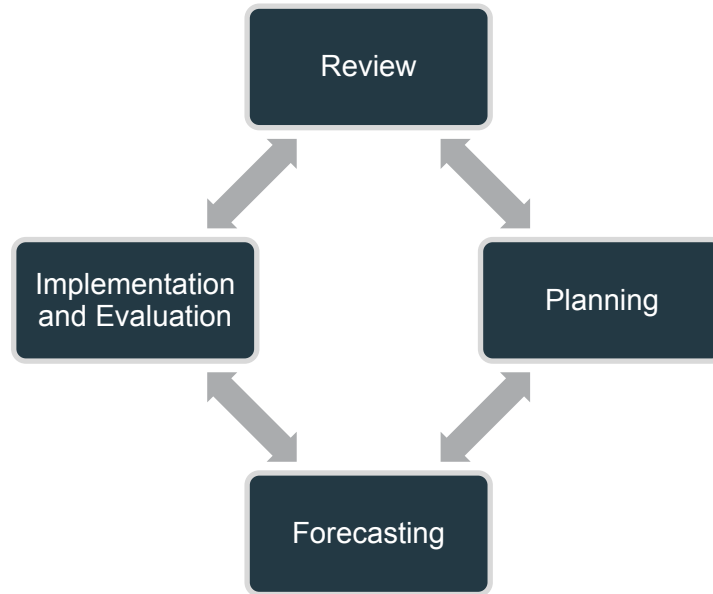 Review
Implementation
and Evaluation
Planning
Forecasting